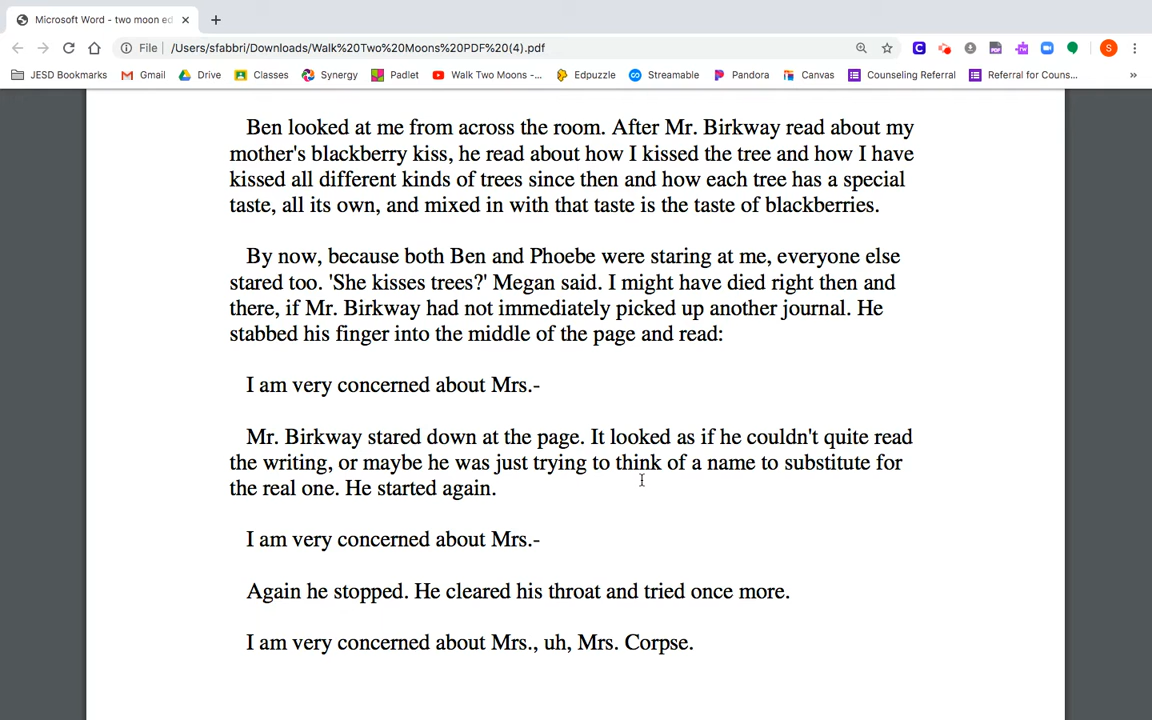 Microsoft Word - two moon ed
File | /Users/sfabbri/Downloads/Walk%20Two%20Moons%20PDF%20(4).pdf
JESD Bookmarks Gmail Drive Classes Synergy Padlet Walk Two Moons -... Edpuzzle Streamable Pandora Canvas Counseling Referral Referral for Couns... »
Ben looked at me from across the room. After Mr. Birkway read about my
mother's blackberry kiss, he read about how I kissed the tree and how I have
kissed all different kinds of trees since then and how each tree has a special
taste, all its own, and mixed in with that taste is the taste of blackberries.
By now, because both Ben and Phoebe were staring at me, everyone else
stared too. 'She kisses trees?' Megan said. I might have died right then and
there, if Mr. Birkway had not immediately picked up another journal. He
stabbed his finger into the middle of the page and read:
I am very concerned about Mrs.-
Mr. Birkway stared down at the page. It looked as if he couldn't quite read
the writing, or maybe he was just trying to think of a name to substitute for
the real one. He started again.
I am very concerned about Mrs.-
Again he stopped. He cleared his throat and tried once more.
I am very concerned about Mrs., uh, Mrs. Corpse.